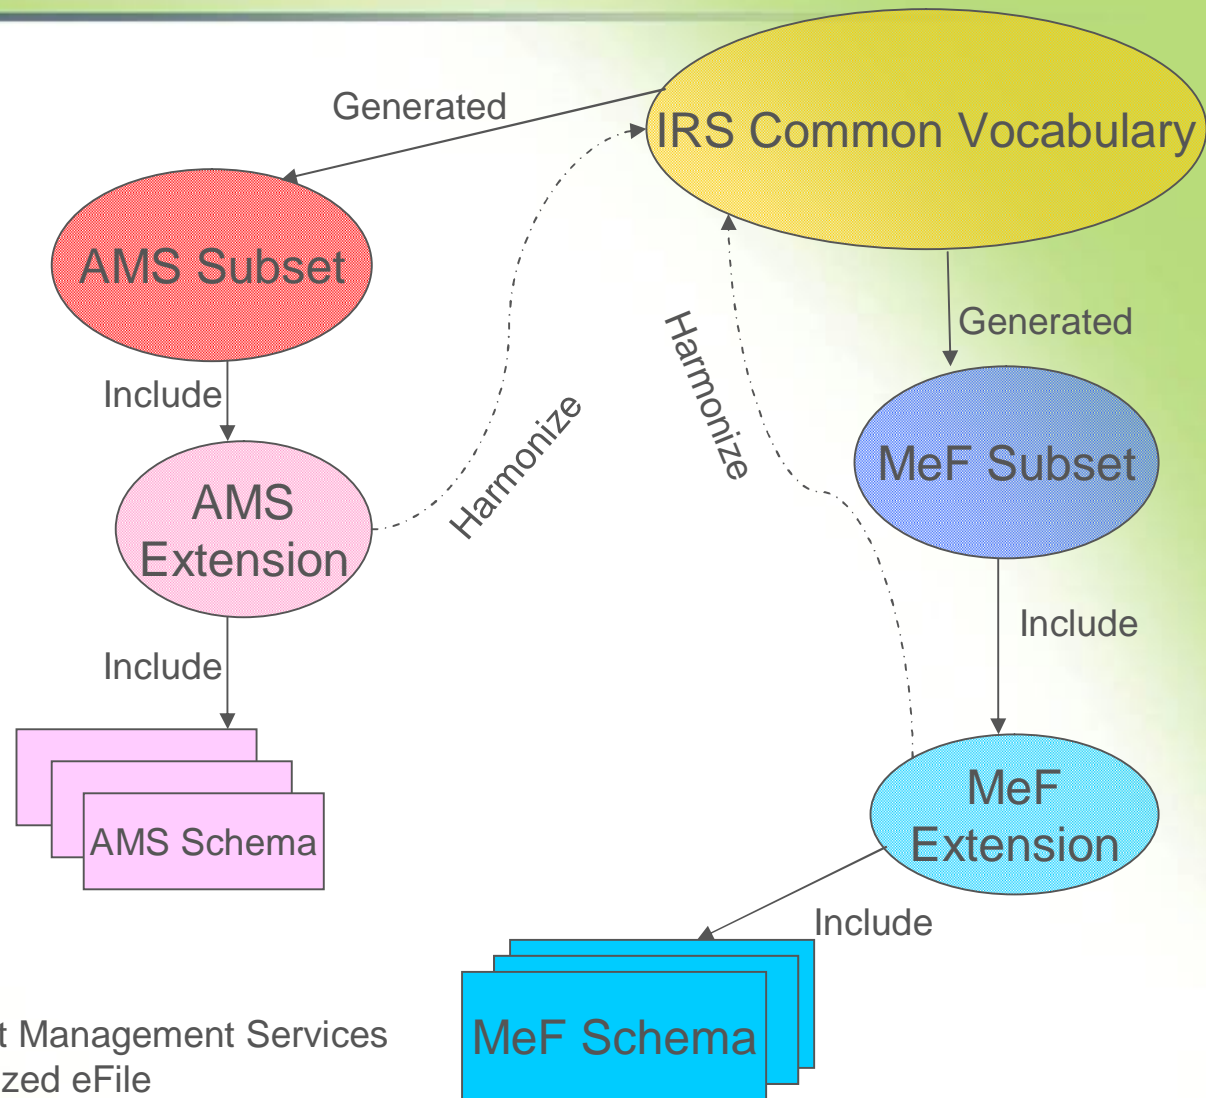 Generated
IRS Common Vocabulary
AMS Subset
Generated
Harmonize
Include
Harmonize
MeF Subset
AMS
Extension
Include
Include
MeF
Extension
AMS Schema
Include
MeF Schema
t Management Services
zed eFile